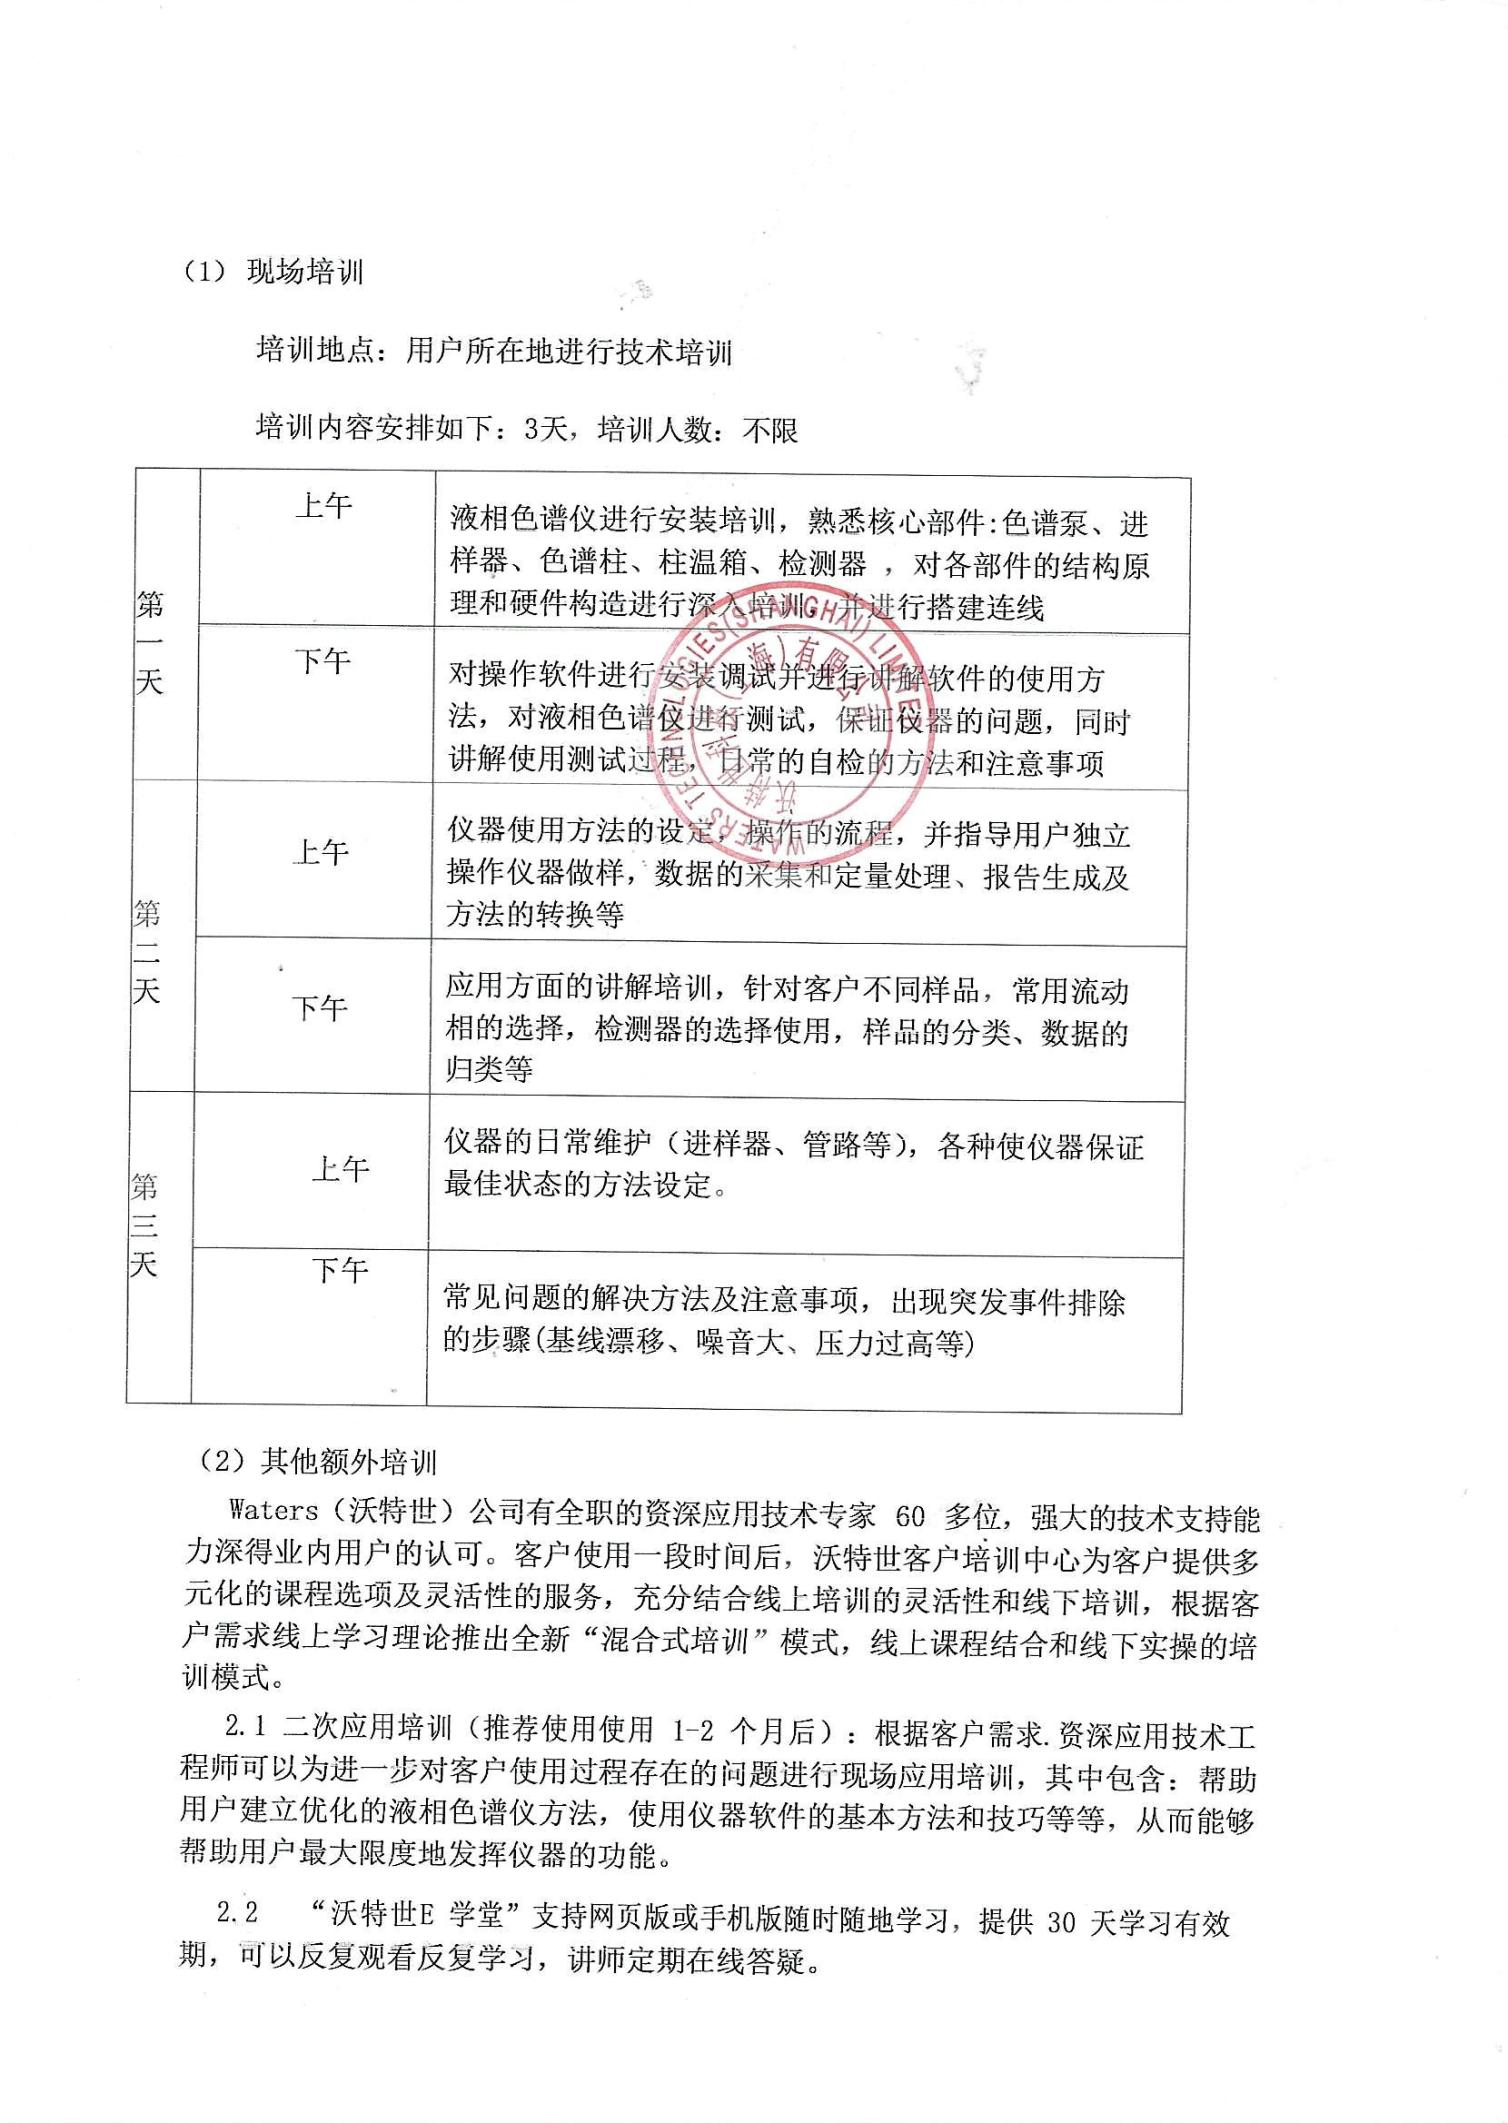 （1） 现场培训
培训地点：用户所在地进行技术培训
培训内容安排如下：3天，培训人数：不限
第一天
上午
液相色谱仪进行安装培训，熟悉核心部件:色谱泵、进
样器、色谱柱、柱温箱、检测器 ，对各部件的结构原
理和硬件构造进行深入培训，并进行搭建连线
下午
对操作软件进行安装调试并进行讲解软件的使用方
法，对液相色谱仪进行测试，保证仪器的问题，同时
讲解使用测试过程，日常的自检的方法和注意事项
WATERS TECHNOLOGIES(SHANGHAI) LIMITED
沃特世科技(上海)有限公司
第二天
上午
仪器使用方法的设定，操作的流程，并指导用户独立
操作仪器做样，数据的采集和定量处理、报告生成及
方法的转换等
下午
应用方面的讲解培训，针对客户不同样品，常用流动
相的选择，检测器的选择使用，样品的分类、数据的
归类等
第三天
上午
仪器的日常维护（进样器、管路等），各种使仪器保证
最佳状态的方法设定。
下午
常见问题的解决方法及注意事项，出现突发事件排除
的步骤(基线漂移、噪音大、压力过高等)
（2）其他额外培训
Waters（沃特世）公司有全职的资深应用技术专家 60 多位，强大的技术支持能
力深得业内用户的认可。客户使用一段时间后，沃特世客户培训中心为客户提供多
元化的课程选项及灵活性的服务，充分结合线上培训的灵活性和线下培训，根据客
户需求线上学习理论推出全新“混合式培训”模式，线上课程结合和线下实操的培
训模式。
2.1 二次应用培训（推荐使用使用 1-2 个月后）：根据客户需求.资深应用技术工
程师可以为进一步对客户使用过程存在的问题进行现场应用培训，其中包含：帮助
用户建立优化的液相色谱仪方法，使用仪器软件的基本方法和技巧等等，从而能够
帮助用户最大限度地发挥仪器的功能。
2.2 “沃特世E 学堂”支持网页版或手机版随时随地学习，提供 30 天学习有效
期，可以反复观看反复学习，讲师定期在线答疑。